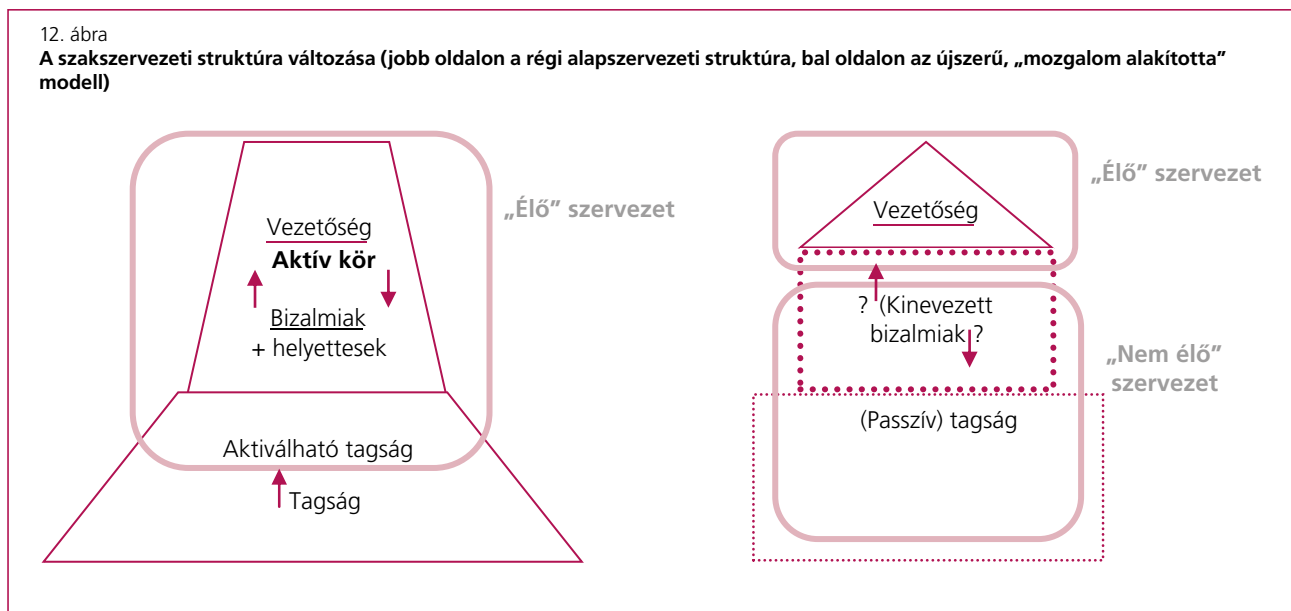 12. ábra
A szakszervezeti struktúra változása (jobb oldalon a régi alapszervezeti struktúra, bal oldalon az újszerű, „mozgalom alakította”
modell)
„Élő” szervezet
Vezetőség
Aktív kör
Bizalmiak
+ helyettesek
Aktiválható tagság
Tagság
„Élő” szervezet
Vezetőség
? (Kinevezett
bizalmiak ?
„Nem élő”
szervezet
(Passzív) tagság